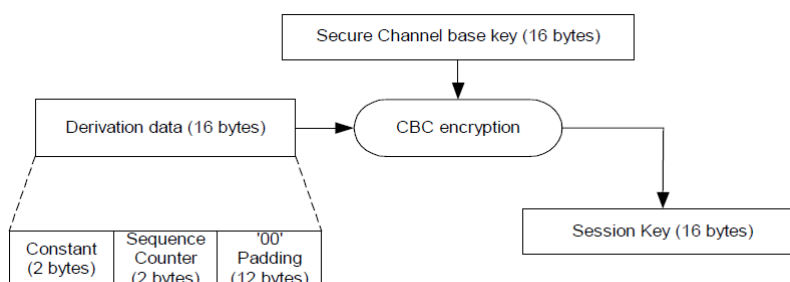 Secure Channel base key (16 bytes)
Derivation data (16 bytes)
CBC encryption
Session Key (16 bytes)
Constant
(2 bytes)
Sequence
Counter
(2 bytes)
'00'
Padding
(12 bytes)